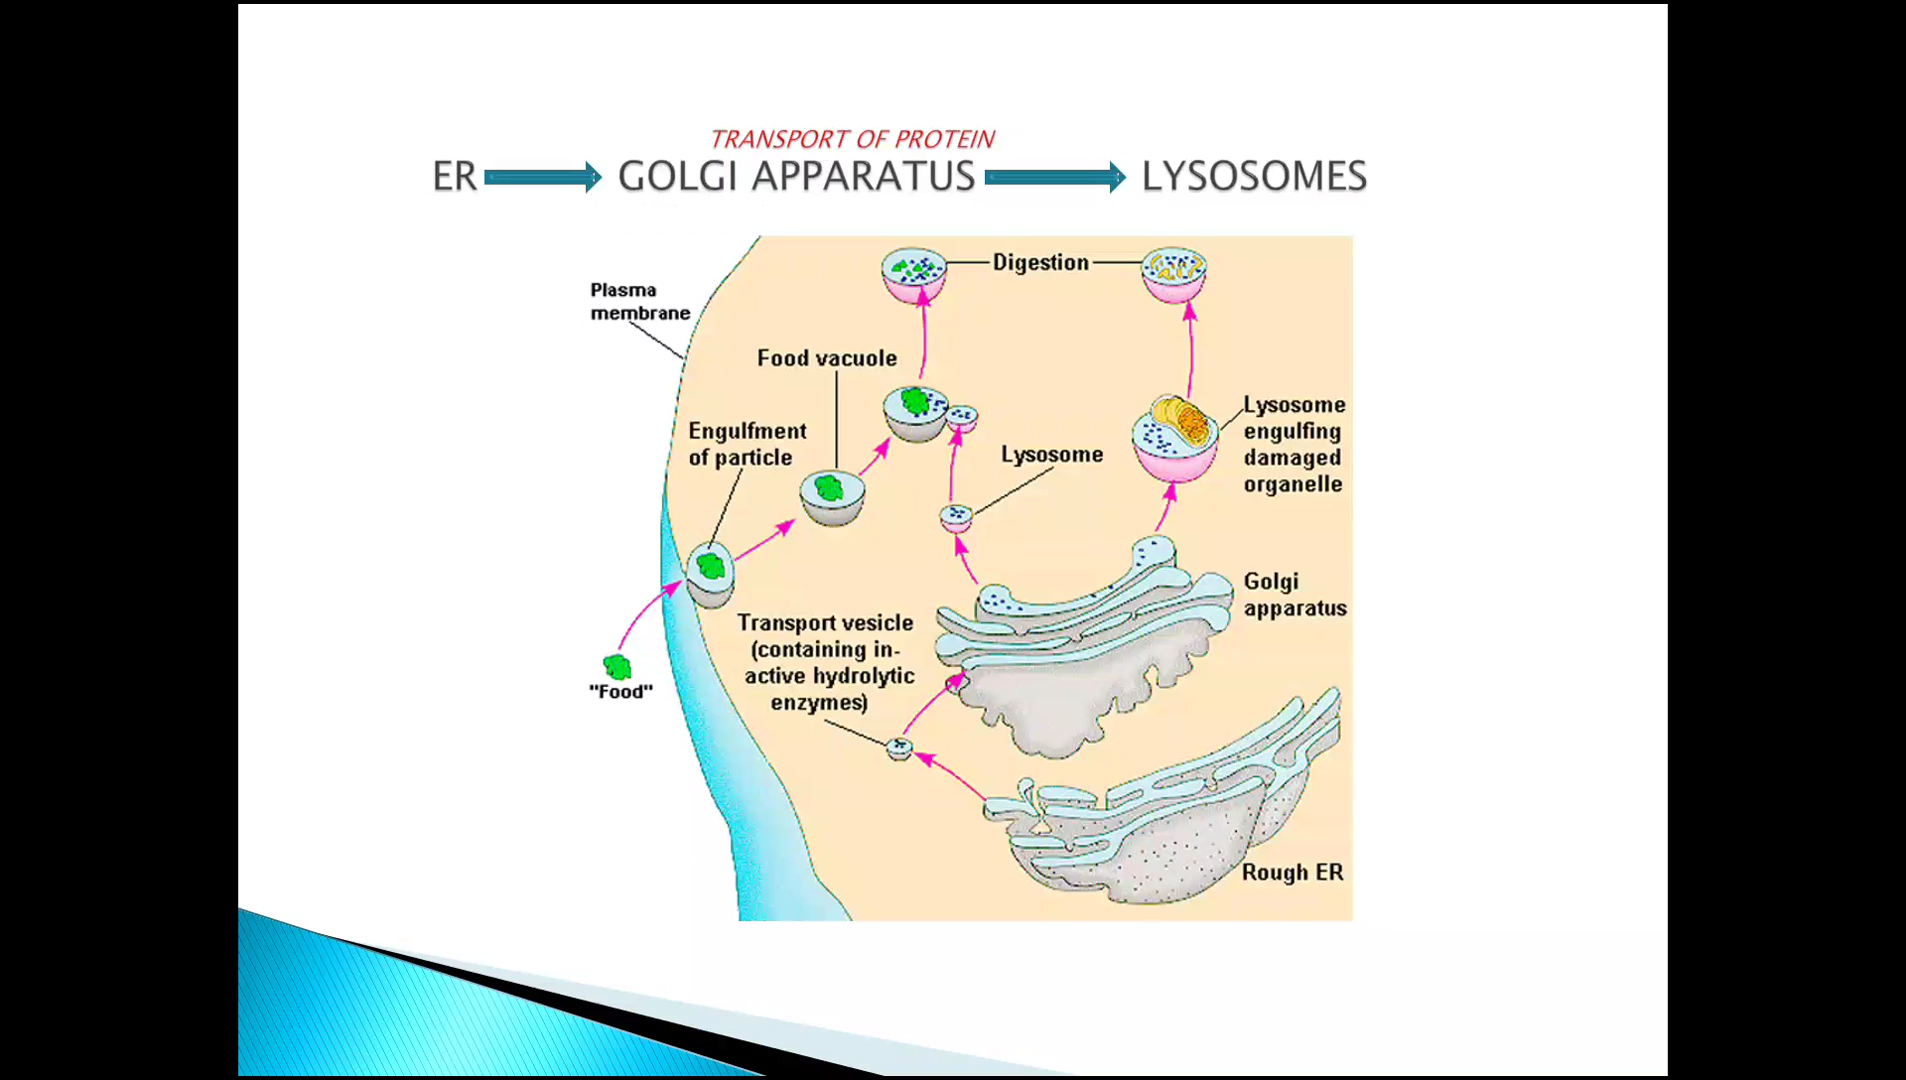 TRANSPORT OF PROTEIN
ER GOLGI APPARATUS LYSOSOMES
Digestion
Plasma
membrane
Food vacuole
Lysosome
engulfing
damaged
organelle
Engulfment
of particle
Lysosome
Golgi
apparatus
Transport vesicle
(containing in-
active hydrolytic
enzymes)
"Food"
Rough ER